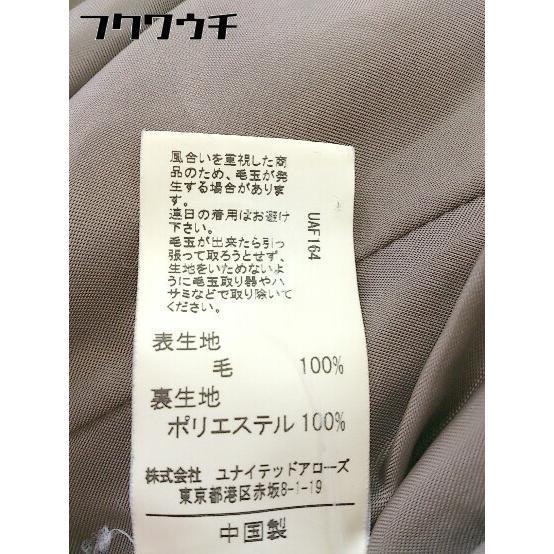 フクワウチ
風合いを重視した商
品のため、毛玉が発
生する場合がありま
す。
連日の着用はお避け
下さい。
毛玉が出来たら引っ
張って取ろうとせず、
生地をいためないよ
うに毛玉取り器やハ
サミなどで取り除いて
ください。
UAF164
表生地
毛 100%
裏生地
ポリエステル 100%
株式会社 ユナイテッドアローズ
東京都港区赤坂8-1-19
中国製